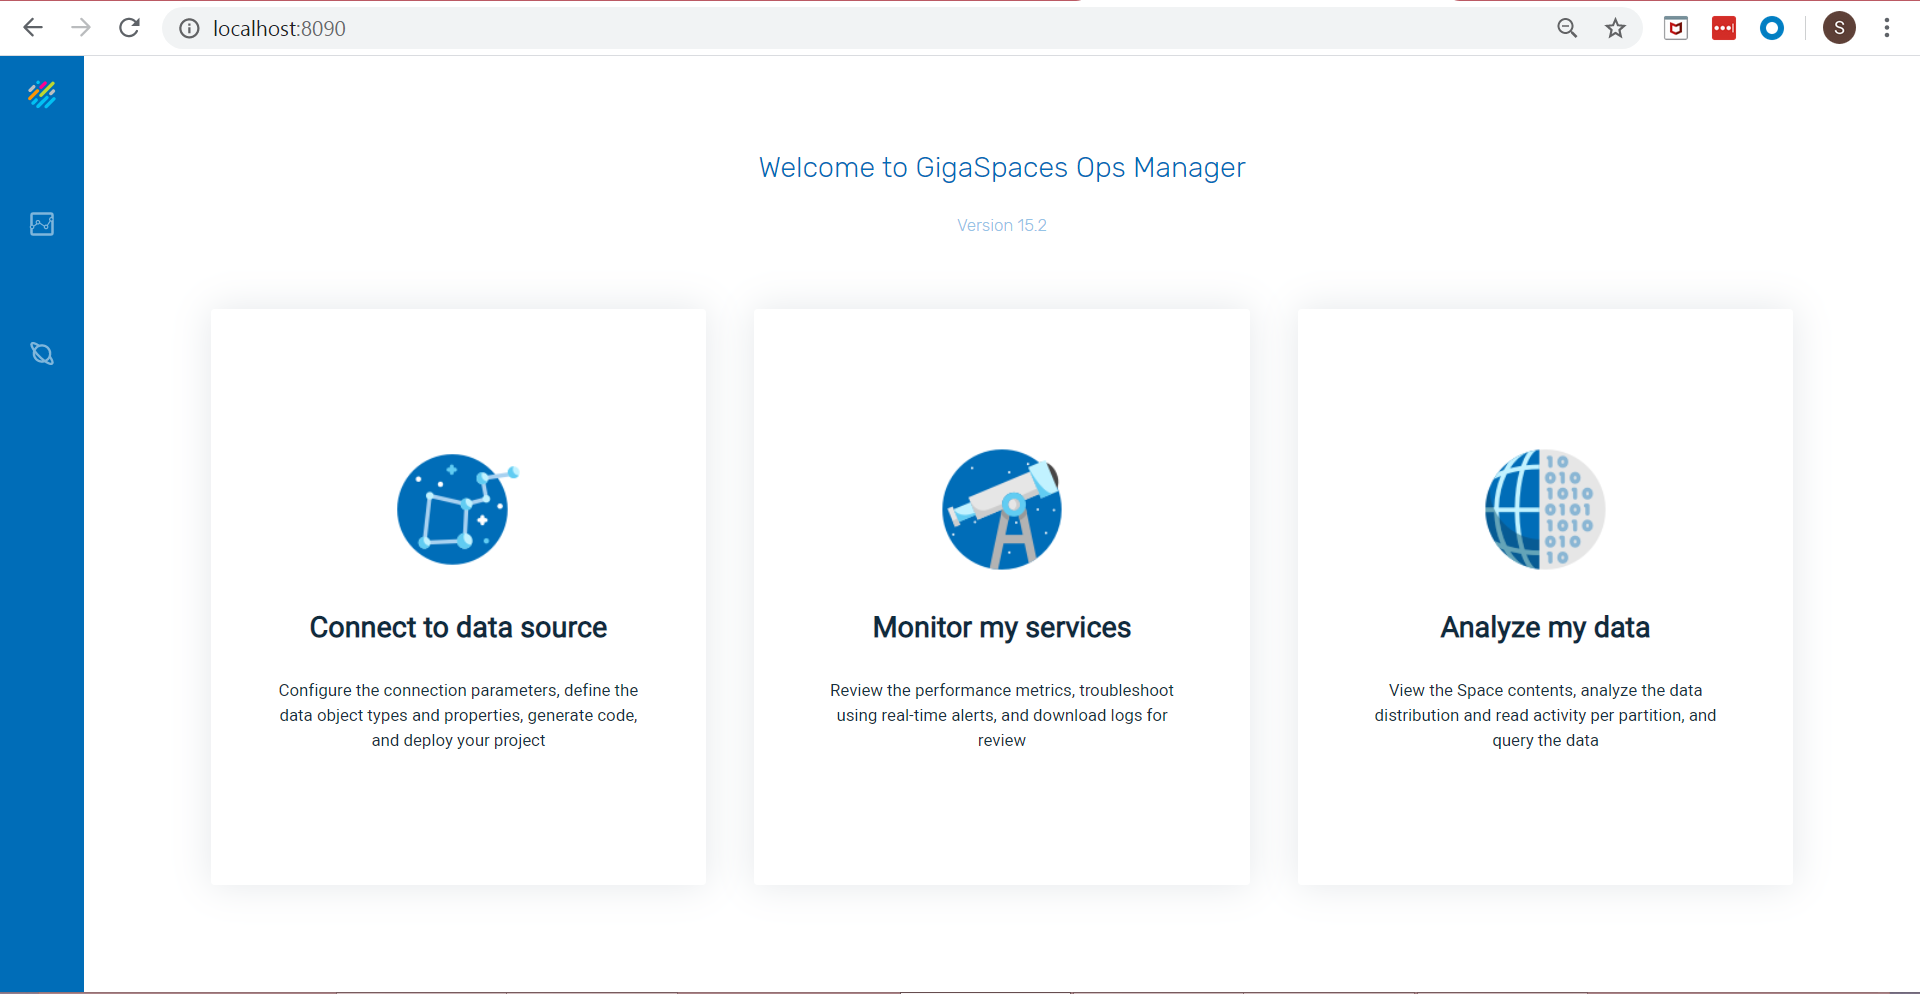 localhost:8090
S
Welcome to GigaSpaces Ops Manager
Version 15.2
10
010
1010
0101
1010
010
10
Connect to data source
Configure the connection parameters, define the
data object types and properties, generate code,
and deploy your project
Monitor my services
Review the performance metrics, troubleshoot
using real-time alerts, and download logs for
review
Analyze my data
View the Space contents, analyze the data
distribution and read activity per partition, and
query the data